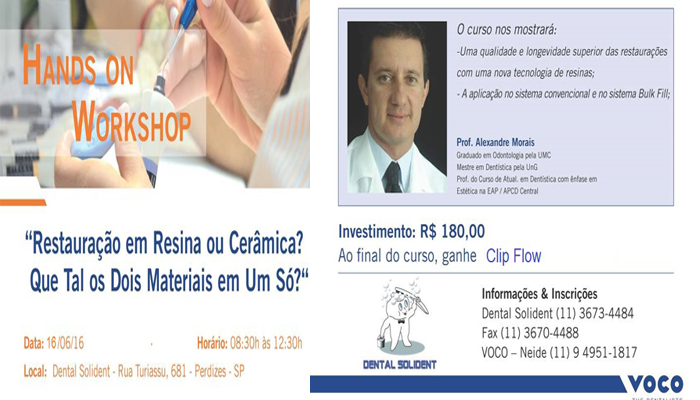 HANDS ON
WORKSHOP
“Restauração em Resina ou Cerâmica?
Que Tal os Dois Materiais em Um Só?“
Data: 16/06/16 · Horário: 08:30h às 12:30h
Local: Dental Solident - Rua Turiassu, 681 - Perdizes - SP
O curso nos mostrará:
-Uma qualidade e longevidade superior das restaurações
com uma nova tecnologia de resinas;
- A aplicação no sistema convencional e no sistema Bulk Fill;
Prof. Alexandre Morais
Graduado em Odontologia pela UMC
Mestre em Dentística pela UnG
Prof. do Curso de Atual. em Dentística com ênfase em
Estética na EAP / APCD Central
Investimento: R$ 180,00
Ao final do curso, ganhe Clip Flow
DENTAL SOLIDENT
Informações & Inscrições
Dental Solident (11) 3673-4484
Fax (11) 3670-4488
VOCO – Neide (11) 9 4951-1817
VOCO